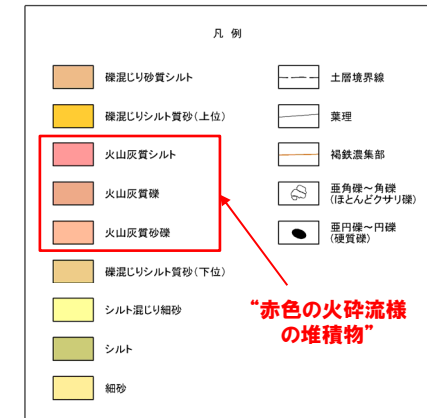 凡 例
礫混じり砂質シルト
礫混じりシルト質砂(上位)
火山灰質シルト
火山灰質礫
火山灰質砂礫
礫混じりシルト質砂(下位)
シルト混じり細砂
シルト
細砂
土層境界線
葉理
褐鉄濃集部
亜角礫～角礫
(ほとんどクサリ礫)
亜円礫～円礫
(硬質礫)
“赤色の火砕流様
の堆積物”